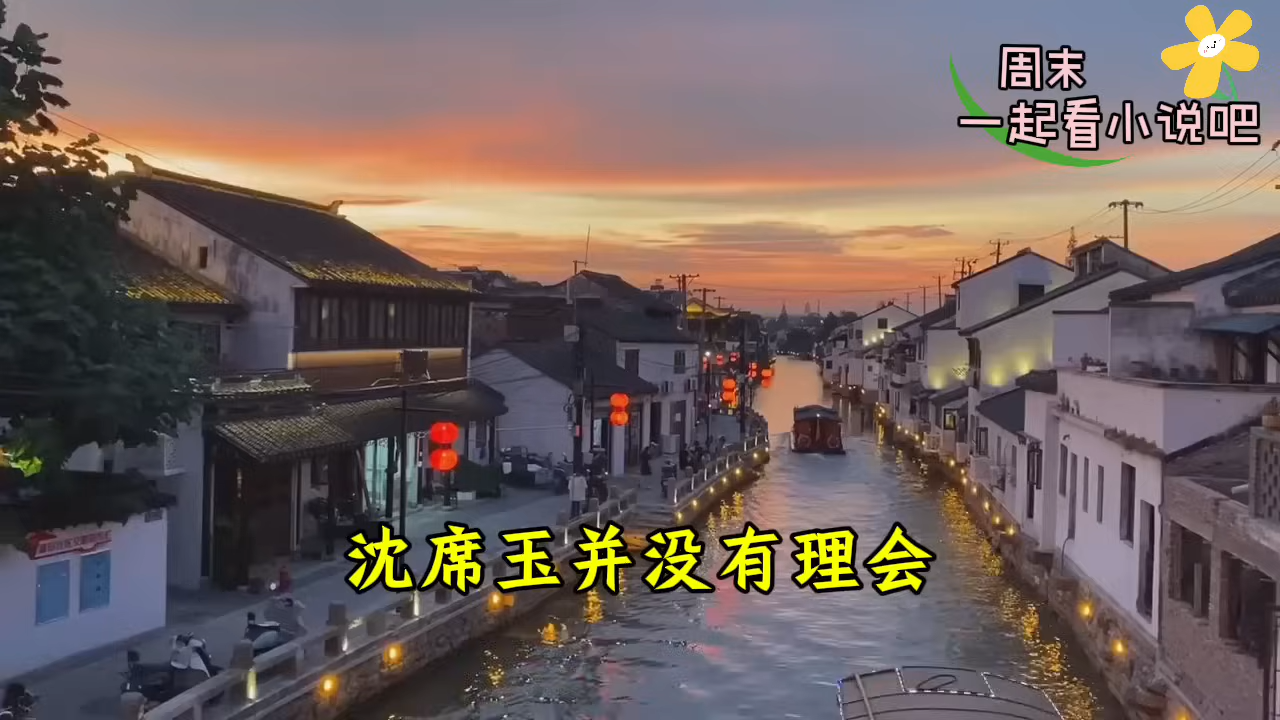 周末
一起看小说吧
沈席玉并没有理会